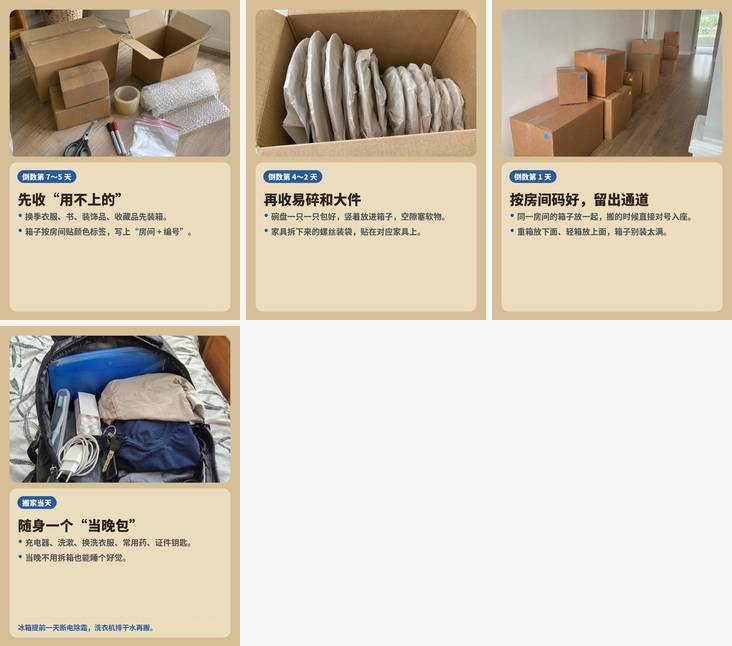 倒数第 7～5 天
先收“用不上的”
• 换季衣服、书、装饰品、收藏品先装箱。
• 箱子按房间贴颜色标签，写上“房间 + 编号”。
倒数第 4～2 天
再收易碎和大件
• 碗盘一只一只包好，竖着放进箱子，空隙塞软物。
• 家具拆下来的螺丝装袋，贴在对应家具上。
倒数第 1 天
按房间码好，留出通道
• 同一房间的箱子放一起，搬的时候直接对号入座。
• 重箱放下面、轻箱放上面，箱子别装太满。
搬家当天
随身一个“当晚包”
• 充电器、洗漱、换洗衣服、常用药、证件钥匙。
• 当晚不用拆箱也能睡个好觉。
冰箱提前一天断电除霜，洗衣机排干水再搬。